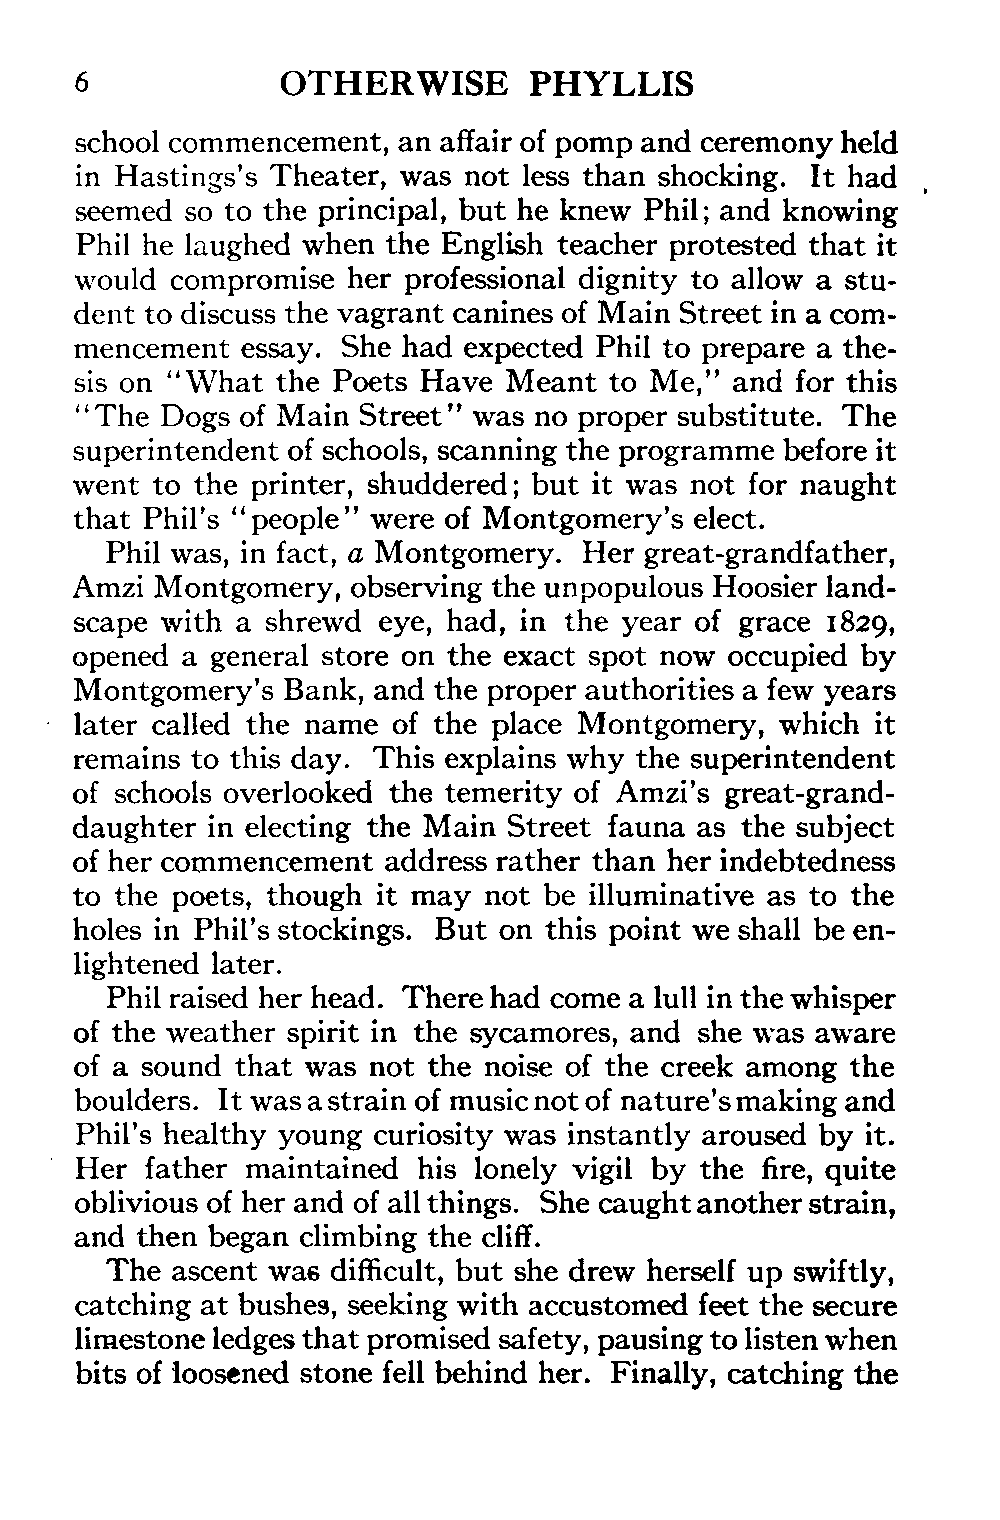 6 OTHERWISE PHYLLIS
school commencement, an affair of pomp and ceremony held
in Hastings's Theater, was not less than shocking. It had
seemed so to the principal, but he knew Phil; and knowing
Phil he laughed when the English teacher protested that it
would compromise her professional dignity to allow a stu-
dent to discuss the vagrant canines of Main Street in a com-
mencement essay. She had expected Phil to prepare a the-
sis on "What the Poets Have Meant to Me," and for this
"The Dogs of Main Street" was no proper substitute. The
superintendent of schools, scanning the programme before it
went to the printer, shuddered; but it was not for naught
that Phil's "people" were of Montgomery's elect.
Phil was, in fact, a Montgomery. Her great-grandfather,
Amzi Montgomery, observing the unpopulous Hoosier land-
scape with a shrewd eye, had, in the year of grace 1829,
opened a general store on the exact spot now occupied by
Montgomery's Bank, and the proper authorities a few years
later called the name of the place Montgomery, which it
remains to this day. This explains why the superintendent
of schools overlooked the temerity of Amzi's great-grand-
daughter in electing the Main Street fauna as the subject
of her commencement address rather than her indebtedness
to the poets, though it may not be illuminative as to the
holes in Phil's stockings. But on this point we shall be en-
lightened later.
Phil raised her head. There had come a lull in the whisper
of the weather spirit in the sycamores, and she was aware
of a sound that was not the noise of the creek among the
boulders. It was a strain of music not of nature's making and
Phil's healthy young curiosity was instantly aroused by it.
Her father maintained his lonely vigil by the fire, quite
oblivious of her and of all things. She caught another strain,
and then began climbing the cliff.
The ascent was difficult, but she drew herself up swiftly,
catching at bushes, seeking with accustomed feet the secure
limestone ledges that promised safety, pausing to listen when
bits of loosened stone fell behind her. Finally, catching the